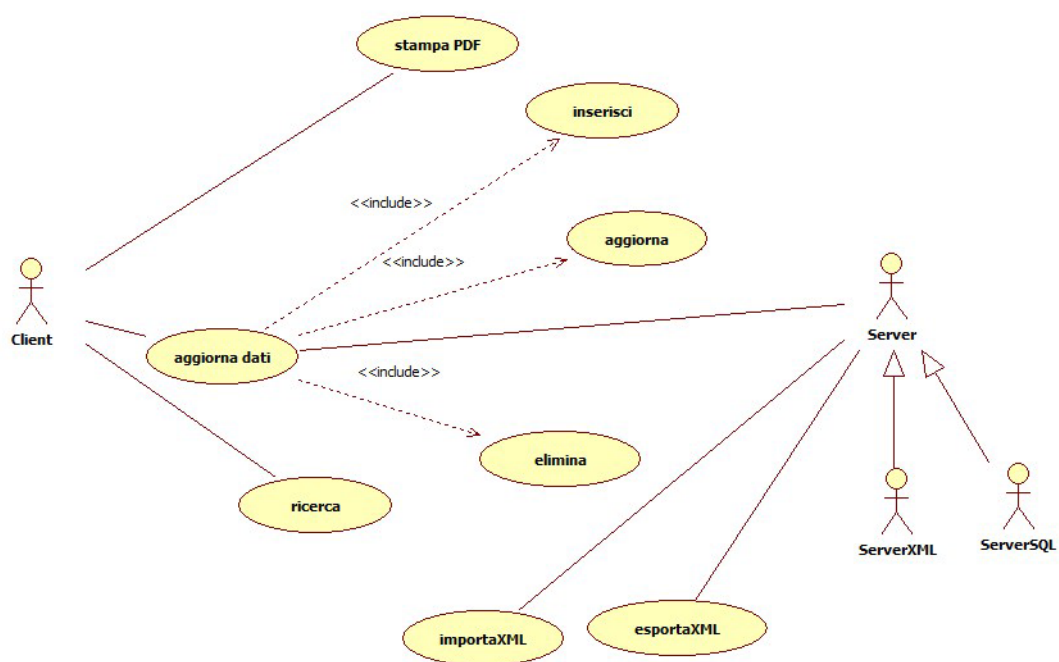 stampa PDF
inserisci
<<include>>
aggiorna
<<include>>
Client
Server
aggiorna dati
<<include>>
elimina
ricerca
ServerXML
ServerSQL
importaXML
esportaXML